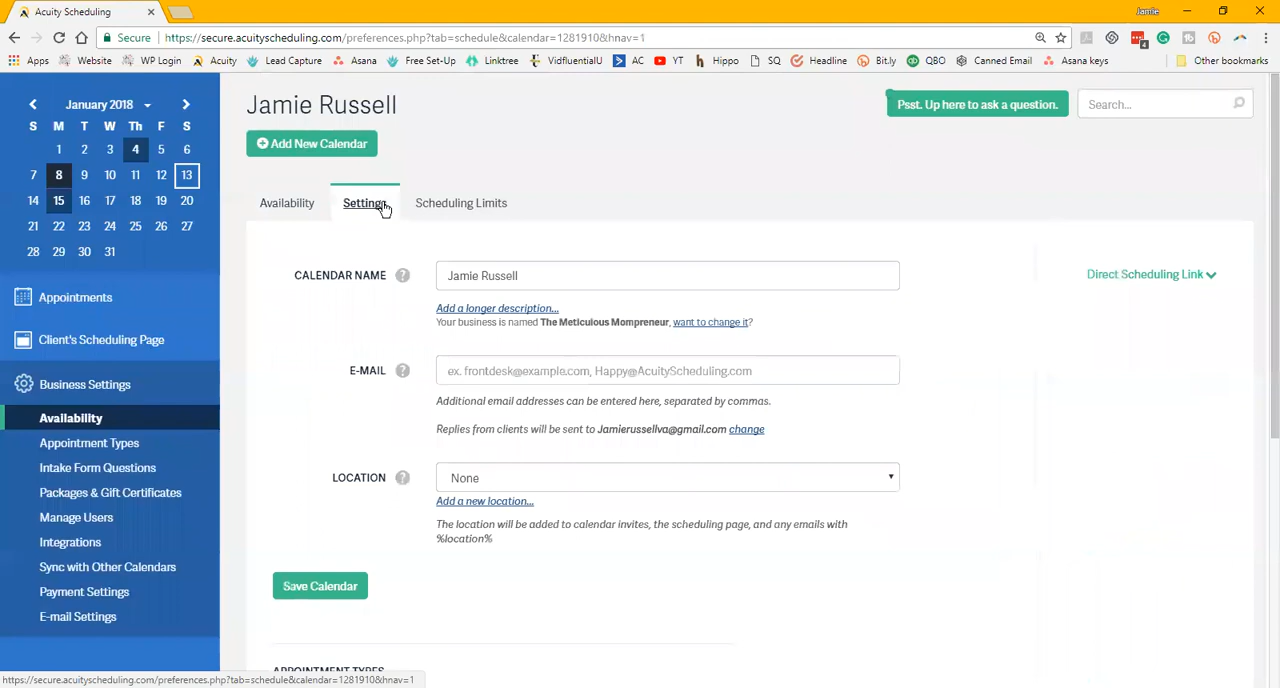 Acuity Scheduling
Jamie
Secure https://secure.acuityscheduling.com/preferences.php?tab=schedule&calendar=1281910&hnav=1
4
Apps Website WP Login Acuity Lead Capture Asana Free Set-Up Linktree VidfluentialU AC YT Hippo SQ Headline Bit.ly QBO Canned Email Asana keys Other bookmarks
January 2018
S M T W Th F S
1 2 3 4 5 6
7 8 9 10 11 12 13
14 15 16 17 18 19 20
21 22 23 24 25 26 27
28 29 30 31
Appointments
Client's Scheduling Page
Business Settings
Availability
Appointment Types
Intake Form Questions
Packages & Gift Certificates
Manage Users
Integrations
Sync with Other Calendars
Payment Settings
E-mail Settings
Jamie Russell
Psst. Up here to ask a question.
Search...
Add New Calendar
Availability Settings Scheduling Limits
CALENDAR NAME ? Jamie Russell
Direct Scheduling Link
Add a longer description...
Your business is named The Meticulous Mompreneur, want to change it?
E-MAIL ? ex. frontdesk@example.com, Happy@AcuityScheduling.com
Additional email addresses can be entered here, separated by commas.
Replies from clients will be sent to Jamierussellva@gmail.com change
LOCATION ? None
Add a new location...
The location will be added to calendar invites, the scheduling page, and any emails with
%location%
Save Calendar
APPOINTMENT TYPES
https://secure.acuityscheduling.com/preferences.php?tab=schedule&calendar=1281910&hnav=1